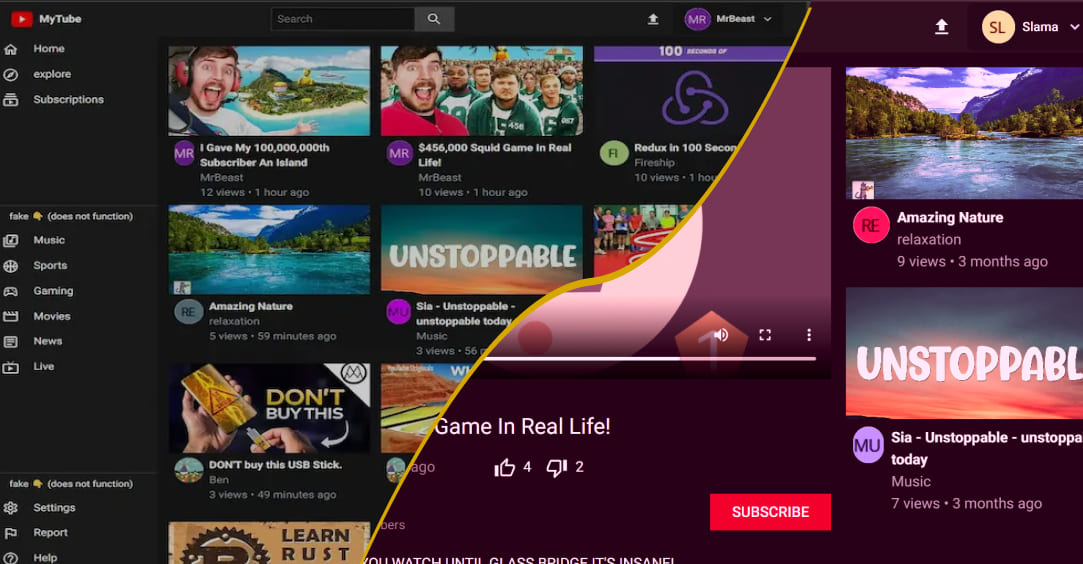 MyTube
Search
MR MrBeast
SL Slama
Home
explore
Subscriptions
fake 👇 (does not function)
Music
Sports
Gaming
Movies
News
Live
fake 👇 (does not function)
Settings
Report
Help
456
100 SECONDS OF
MR I Gave My 100,000,000th
Subscriber An Island
MrBeast
12 views • 1 hour ago
MR $456,000 Squid Game In Real
Life!
MrBeast
10 views • 1 hour ago
FI Redux in 100 Secon
Fireship
10 views • 1 hou
UNSTOPPABLE
RE Amazing Nature
relaxation
5 views • 59 minutes ago
MU Sia - Unstoppable -
unstoppable today
Music
3 views • 56
DON'T
BUY THIS
YouTube Originals
DON'T buy this USB Stick.
Ben
3 views • 49 minutes ago
LEARN
RUST
Game In Real Life!
ago
4
2
SUBSCRIBE
bers
YOU WATCH UNTIL GLASS BRIDGE IT'S INSANE!
RE Amazing Nature
relaxation
9 views • 3 months ago
UNSTOPPABL
MU Sia - Unstoppable - unstoppa
today
Music
7 views • 3 months ago